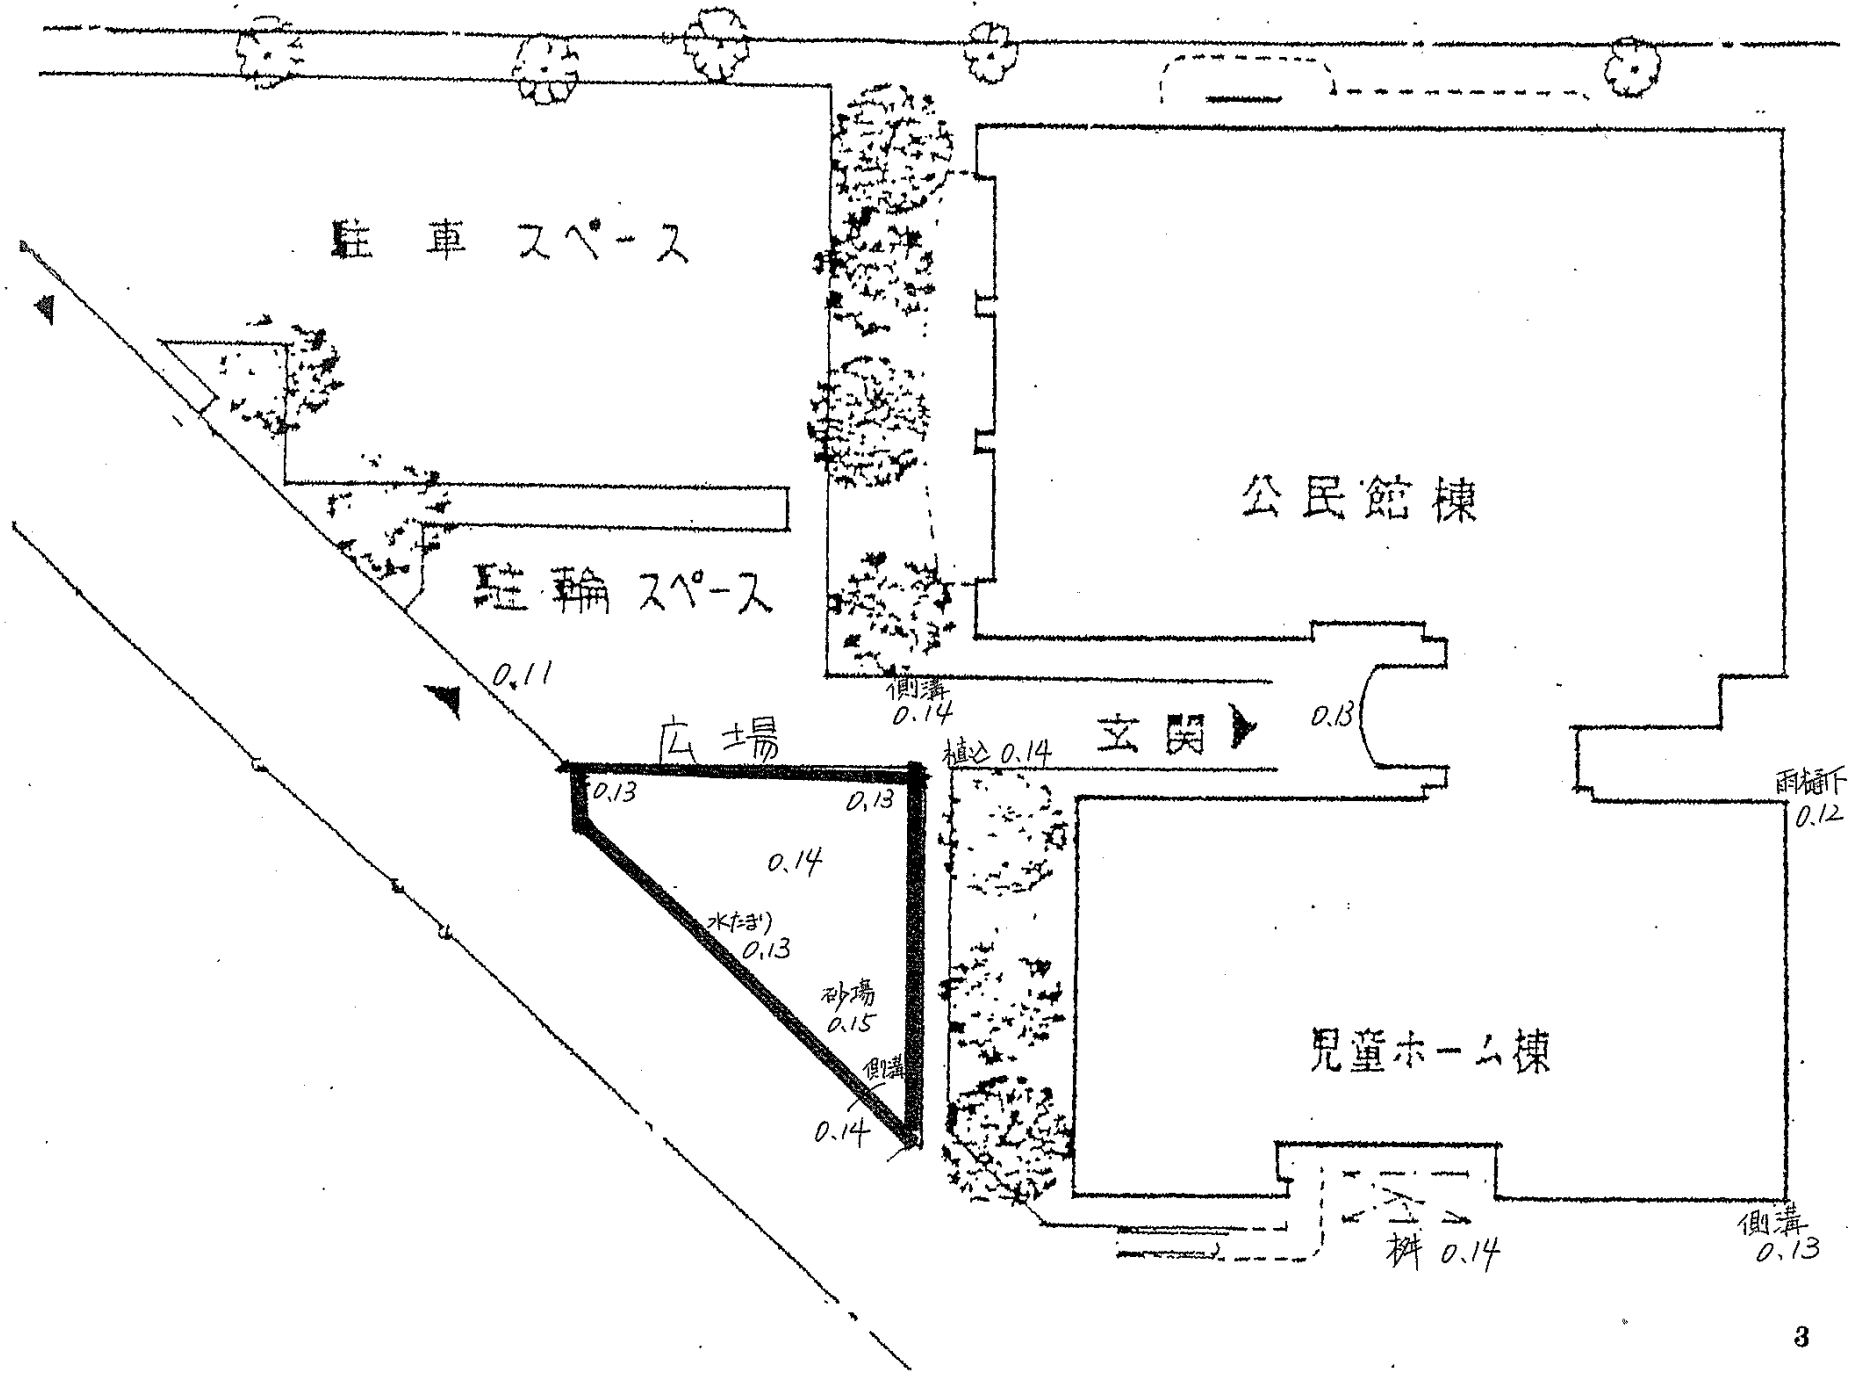 駐車スペース
公民館棟
駐輪スペース
0.11
側溝
0.14
広場
玄関
0.13
植込 0.14
0.13
0.13
雨樋下
0.12
0.14
水たまり
0.13
砂場
0.15
側溝
0.14
児童ホーム棟
桝 0.14
側溝
0.13
3